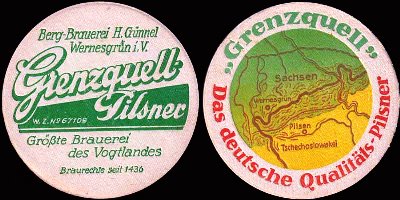 Berg-Brauerei H. Günnel
Wernesgrün i.V.
Grenzquell-
Pilsner
W. Z. No 67109
Größte Brauerei
des Vogtlandes
Braurechte seit 1436
„Grenzquell"
Sachsen
Wernesgrün
Pilsen
Tschechoslowakei
Das deutsche Qualitäts-Pilsner